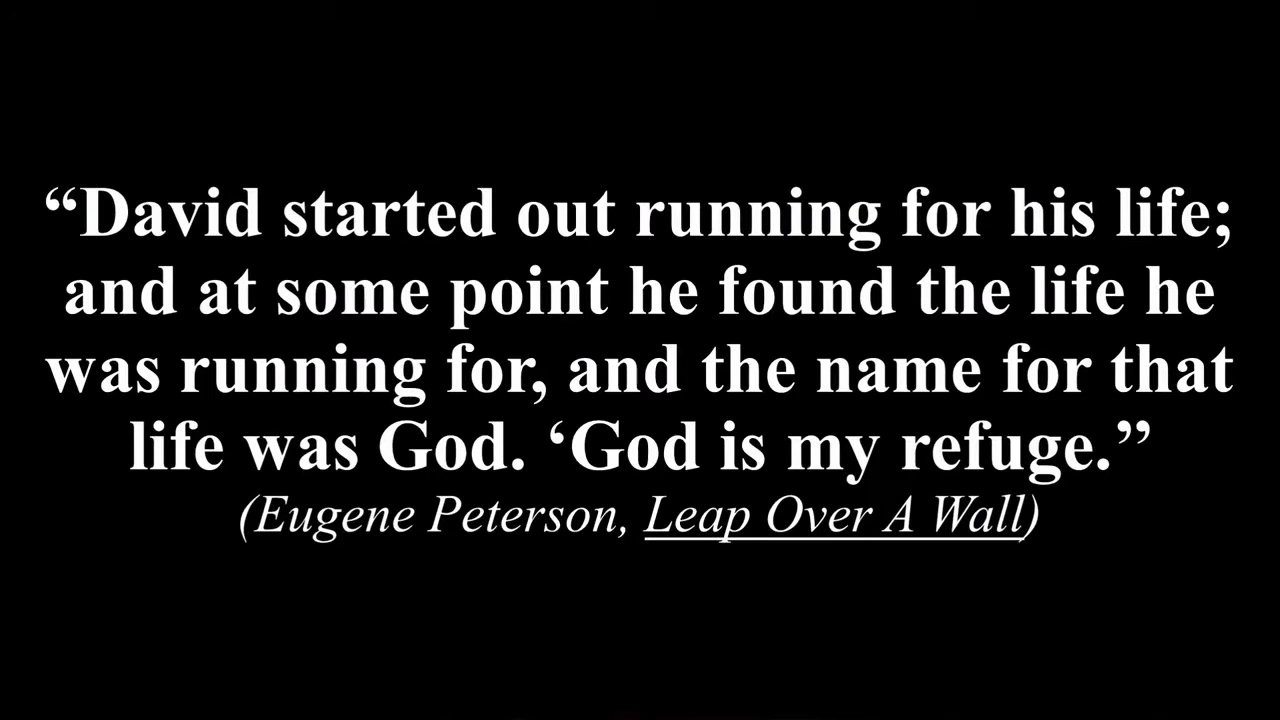 “David started out running for his life;
and at some point he found the life he
was running for, and the name for that
life was God. ‘God is my refuge.’’
(Eugene Peterson, Leap Over A Wall)